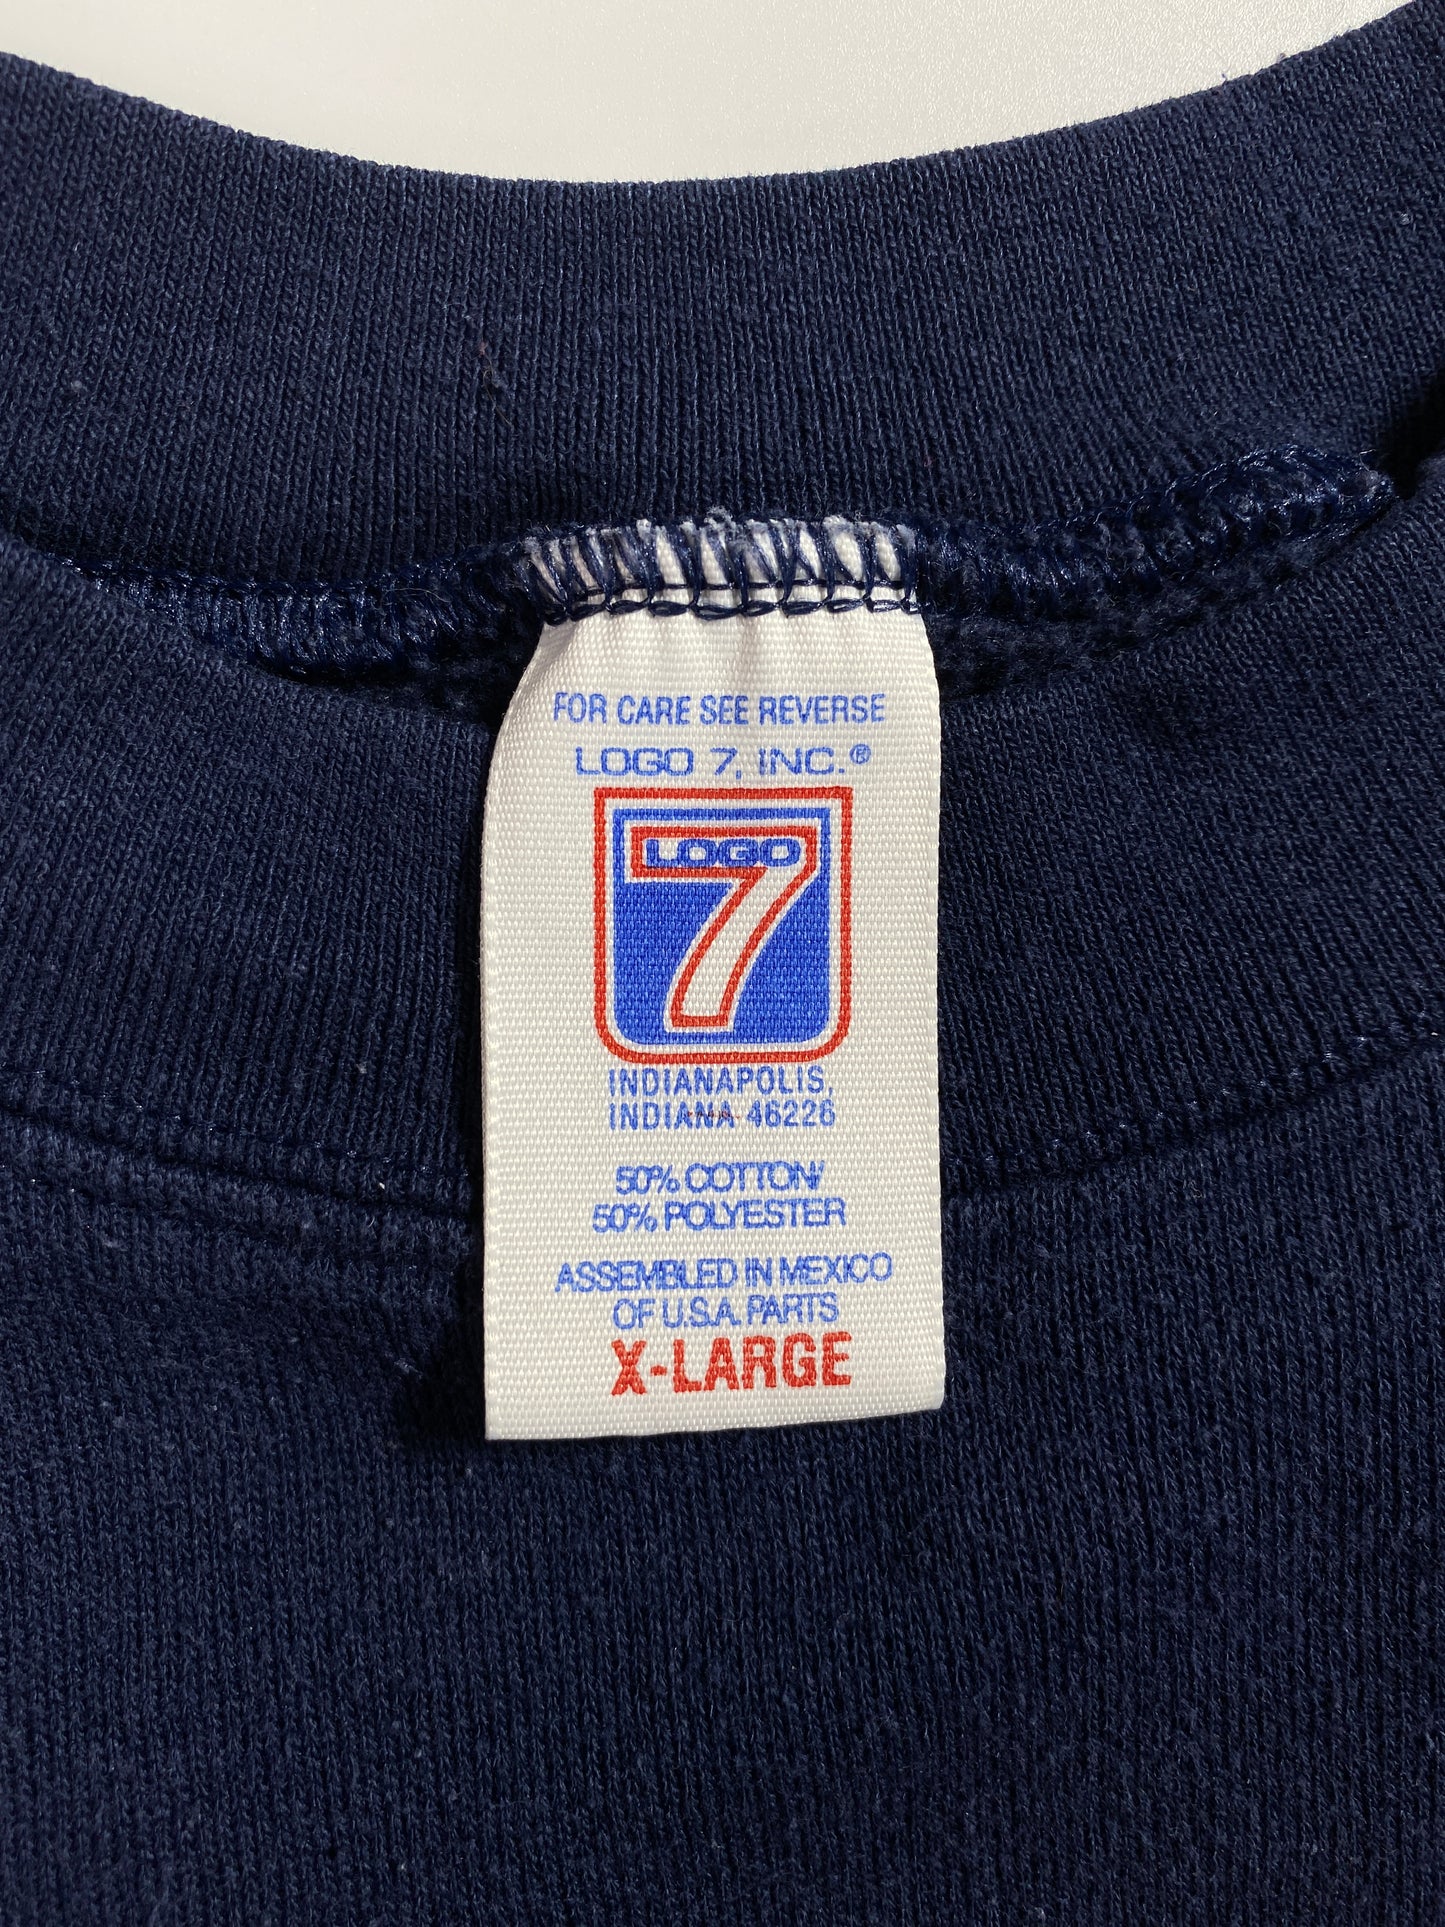 FOR CARE SEE REVERSE
LOGO 7, INC.®
LOGO
7
INDIANAPOLIS,
INDIANA 46226
50% COTTON/
50% POLYESTER
ASSEMBLED IN MEXICO
OF U.S.A. PARTS
X-LARGE